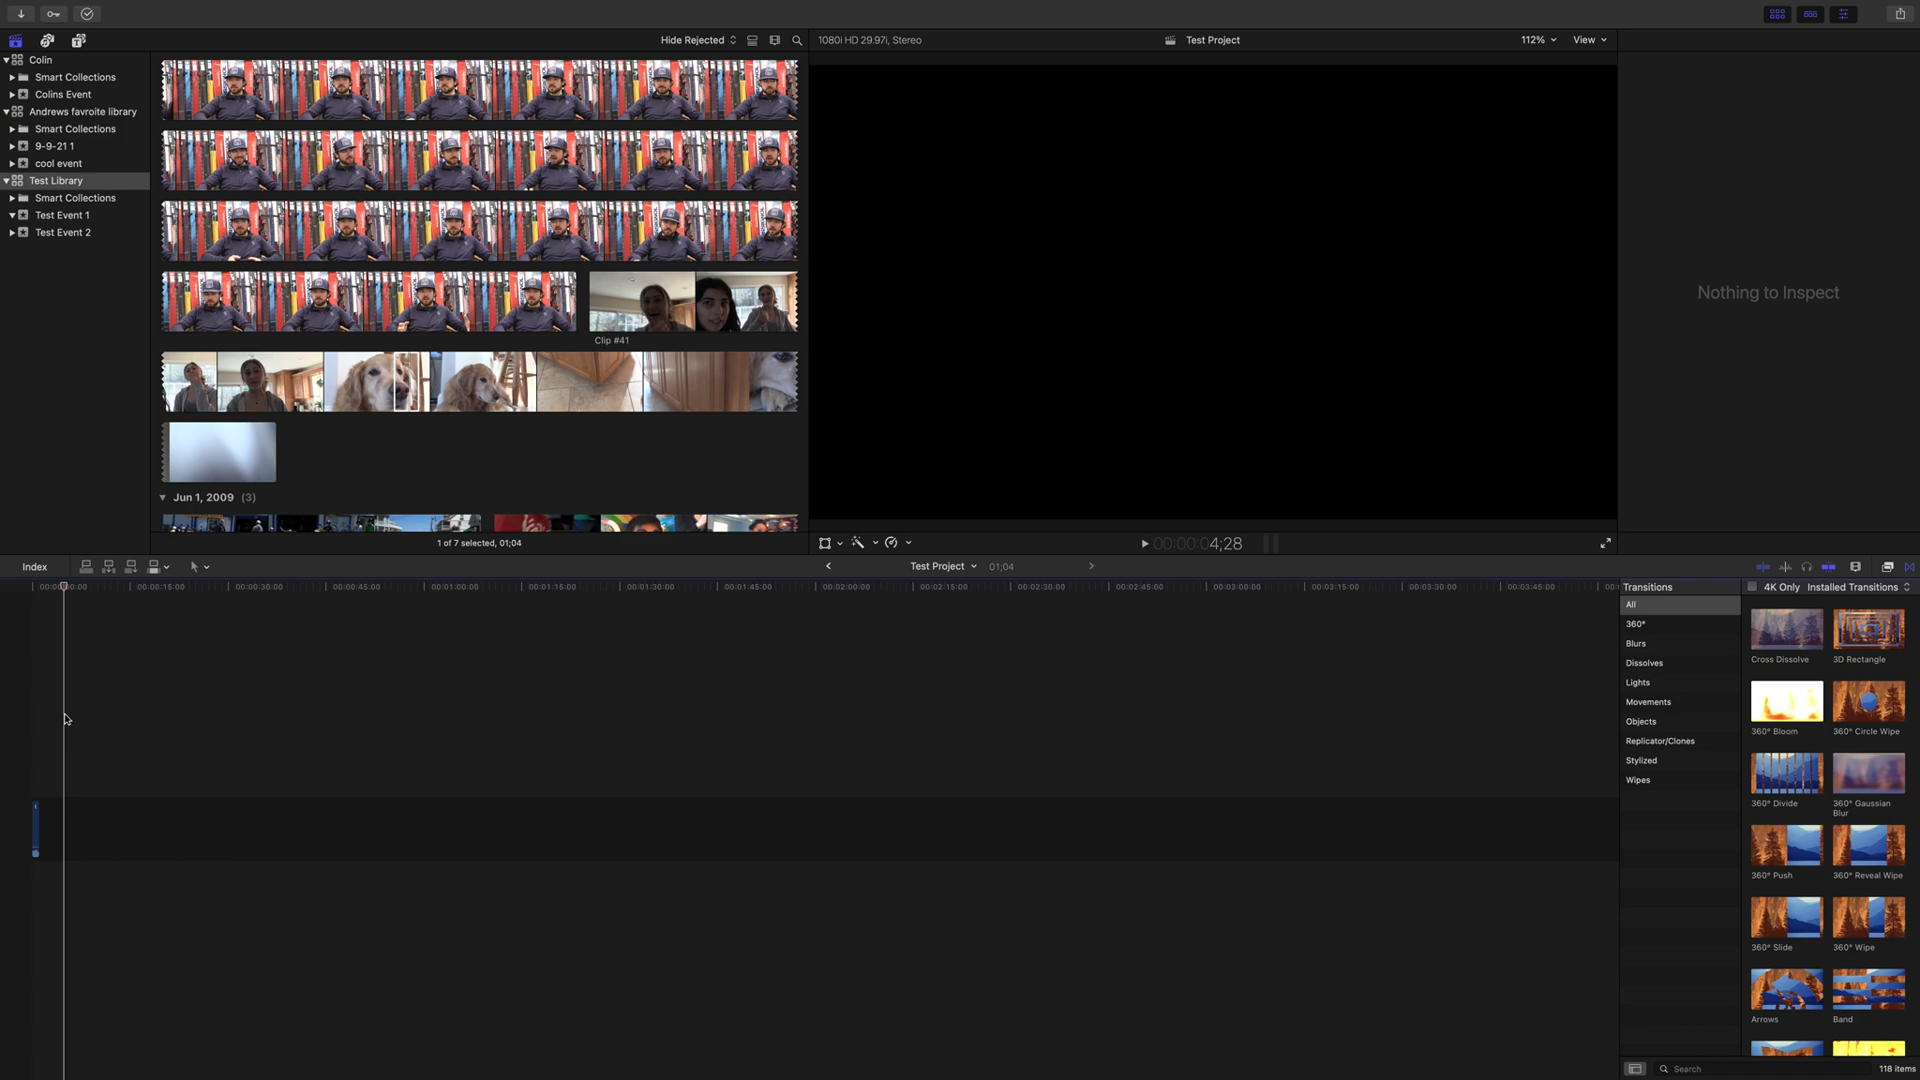 Hide Rejected
1080i HD 29.97i, Stereo
Test Project
112%
View
Colin
Smart Collections
Colins Event
Andrews favroite library
Smart Collections
9-9-21 1
cool event
Test Library
Smart Collections
Test Event 1
Test Event 2
Clip #41
Jun 1, 2009 (3)
1 of 7 selected, 01;04
Nothing to Inspect
00:00:04;28
Index
Test Project
01;04
00:00:15:00
00:00:30:00
00:00:45:00
00:01:00:00
00:01:15:00
00:01:30:00
00:01:45:00
00:02:00:00
00:02:15:00
00:02:30:00
00:02:45:00
00:03:00:00
00:03:15:00
00:03:30:00
00:03:45:00
Transitions
4K Only
Installed Transitions
All
360°
Blurs
Dissolves
Lights
Movements
Objects
Replicator/Clones
Stylized
Wipes
Cross Dissolve
3D Rectangle
360° Bloom
360° Circle Wipe
360° Divide
360° Gaussian
Blur
360° Push
360° Reveal Wipe
360° Slide
360° Wipe
Arrows
Band
Search
118 items